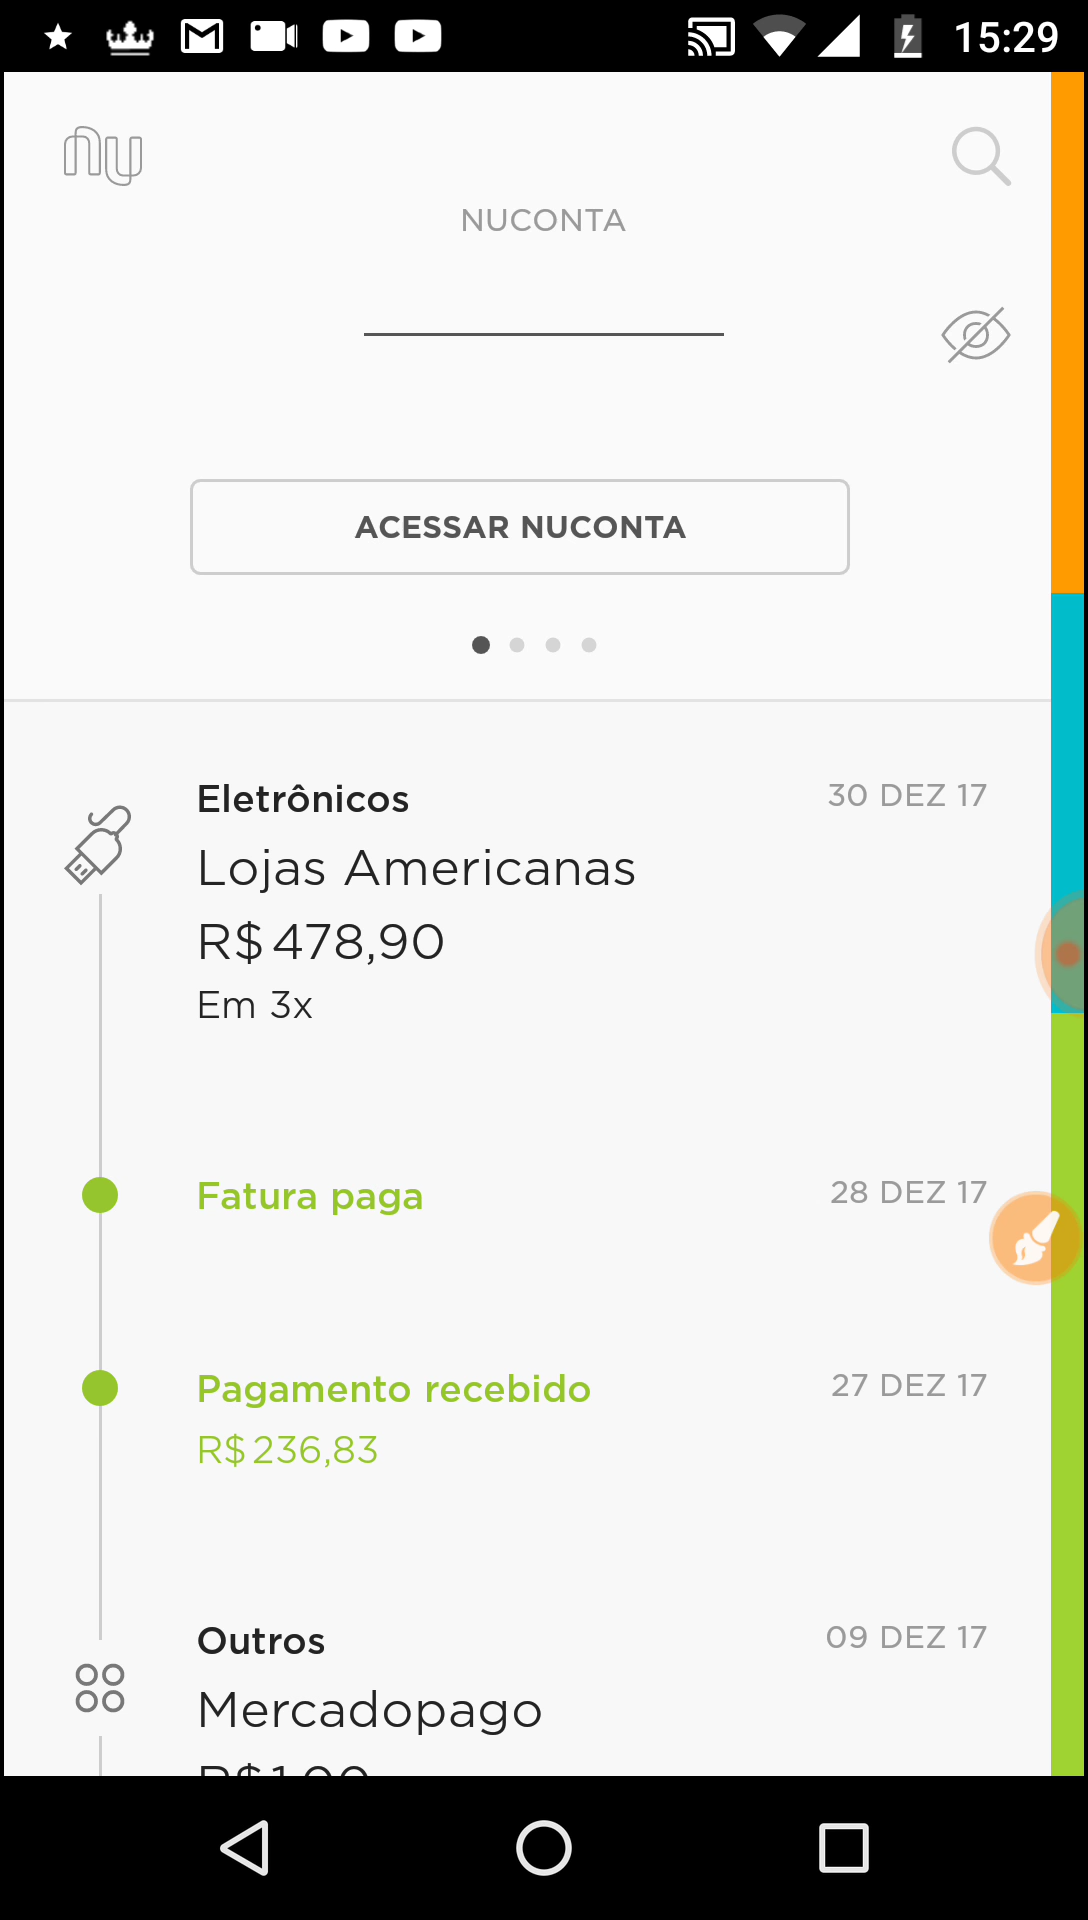 15:29
nu
NUCONTA
ACESSAR NUCONTA
Eletrônicos
30 DEZ 17
Lojas Americanas
R$ 478,90
Em 3x
Fatura paga
28 DEZ 17
Pagamento recebido
27 DEZ 17
R$ 236,83
Outros
09 DEZ 17
Mercadopago